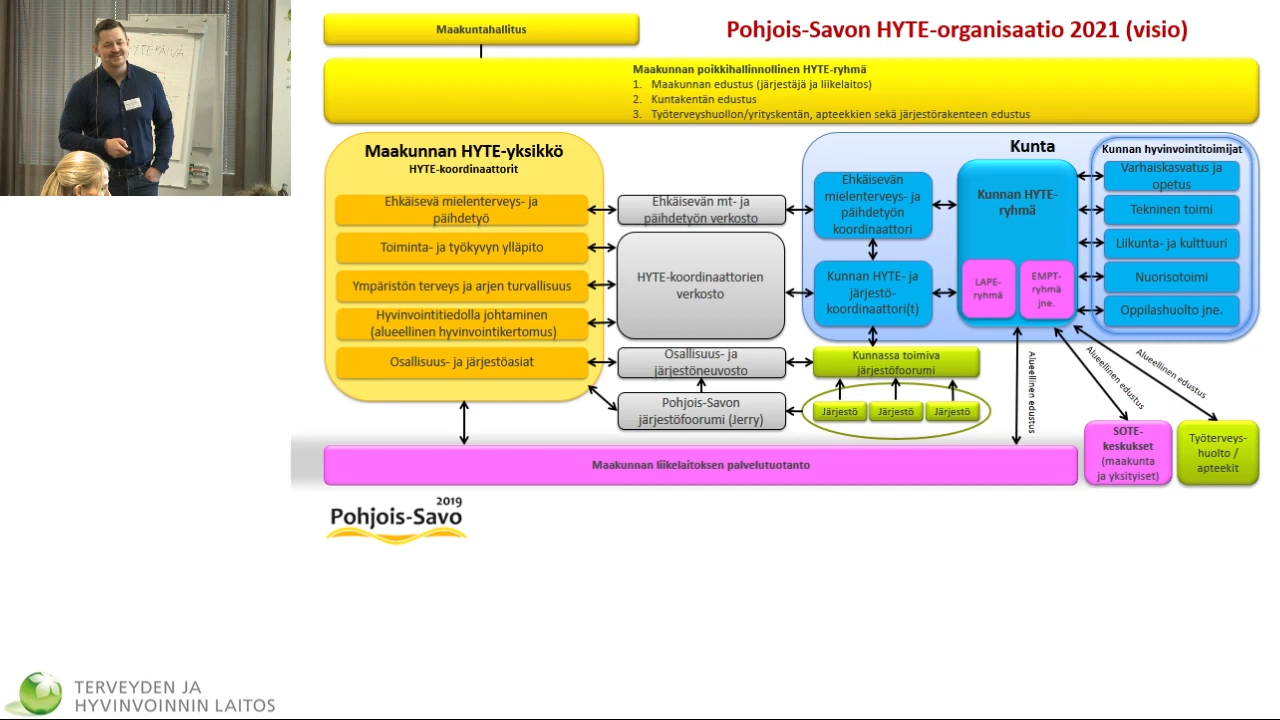 HYTEPÄIVÄ
Maakuntahallitus
Pohjois-Savon HYTE-organisaatio 2021 (visio)
Maakunnan poikkihallinnollinen HYTE-ryhmä
1. Maakunnan edustus (järjestäjä ja liikelaitos)
2. Kuntakentän edustus
3. Työterveyshuollon/yrityskentän, apteekkien sekä järjestörakenteen edustus
Maakunnan HYTE-yksikkö
HYTE-koordinaattorit
Ehkäisevä mielenterveys- ja
päihdetyö
Toiminta- ja työkyvyn ylläpito
Ympäristön terveys ja arjen turvallisuus
Hyvinvointitiedolla johtaminen
(alueellinen hyvinvointikertomus)
Osallisuus- ja järjestöasiat
Ehkäisevän mt- ja
päihdetyön verkosto
HYTE-koordinaattorien
verkosto
Osallisuus- ja
järjestöneuvosto
Pohjois-Savon
järjestöfoorumi (Jerry)
Kunta
Ehkäisevän
mielenterveys- ja
päihdetyön
koordinaattori
Kunnan HYTE- ja
järjestö-
koordinaattori(t)
Kunnan HYTE-
ryhmä
LAPE-
ryhmä
EMPT-
ryhmä
jne.
Kunnan hyvinvointitoimijat
Varhaiskasvatus ja
opetus
Tekninen toimi
Liikunta- ja kulttuuri
Nuorisotoimi
Oppilashuolto jne.
Kunnassa toimiva
järjestöfoorumi
Järjestö
Järjestö
Järjestö
Alueellinen edustus
Alueellinen edustus
Alueellinen edustus
Maakunnan liikelaitoksen palvelutuotanto
SOTE-
keskukset
(maakunta
ja yksityiset)
Työterveys-
huolto /
apteekit
2019
Pohjois-Savo
TERVEYDEN JA
HYVINVOINNIN LAITOS